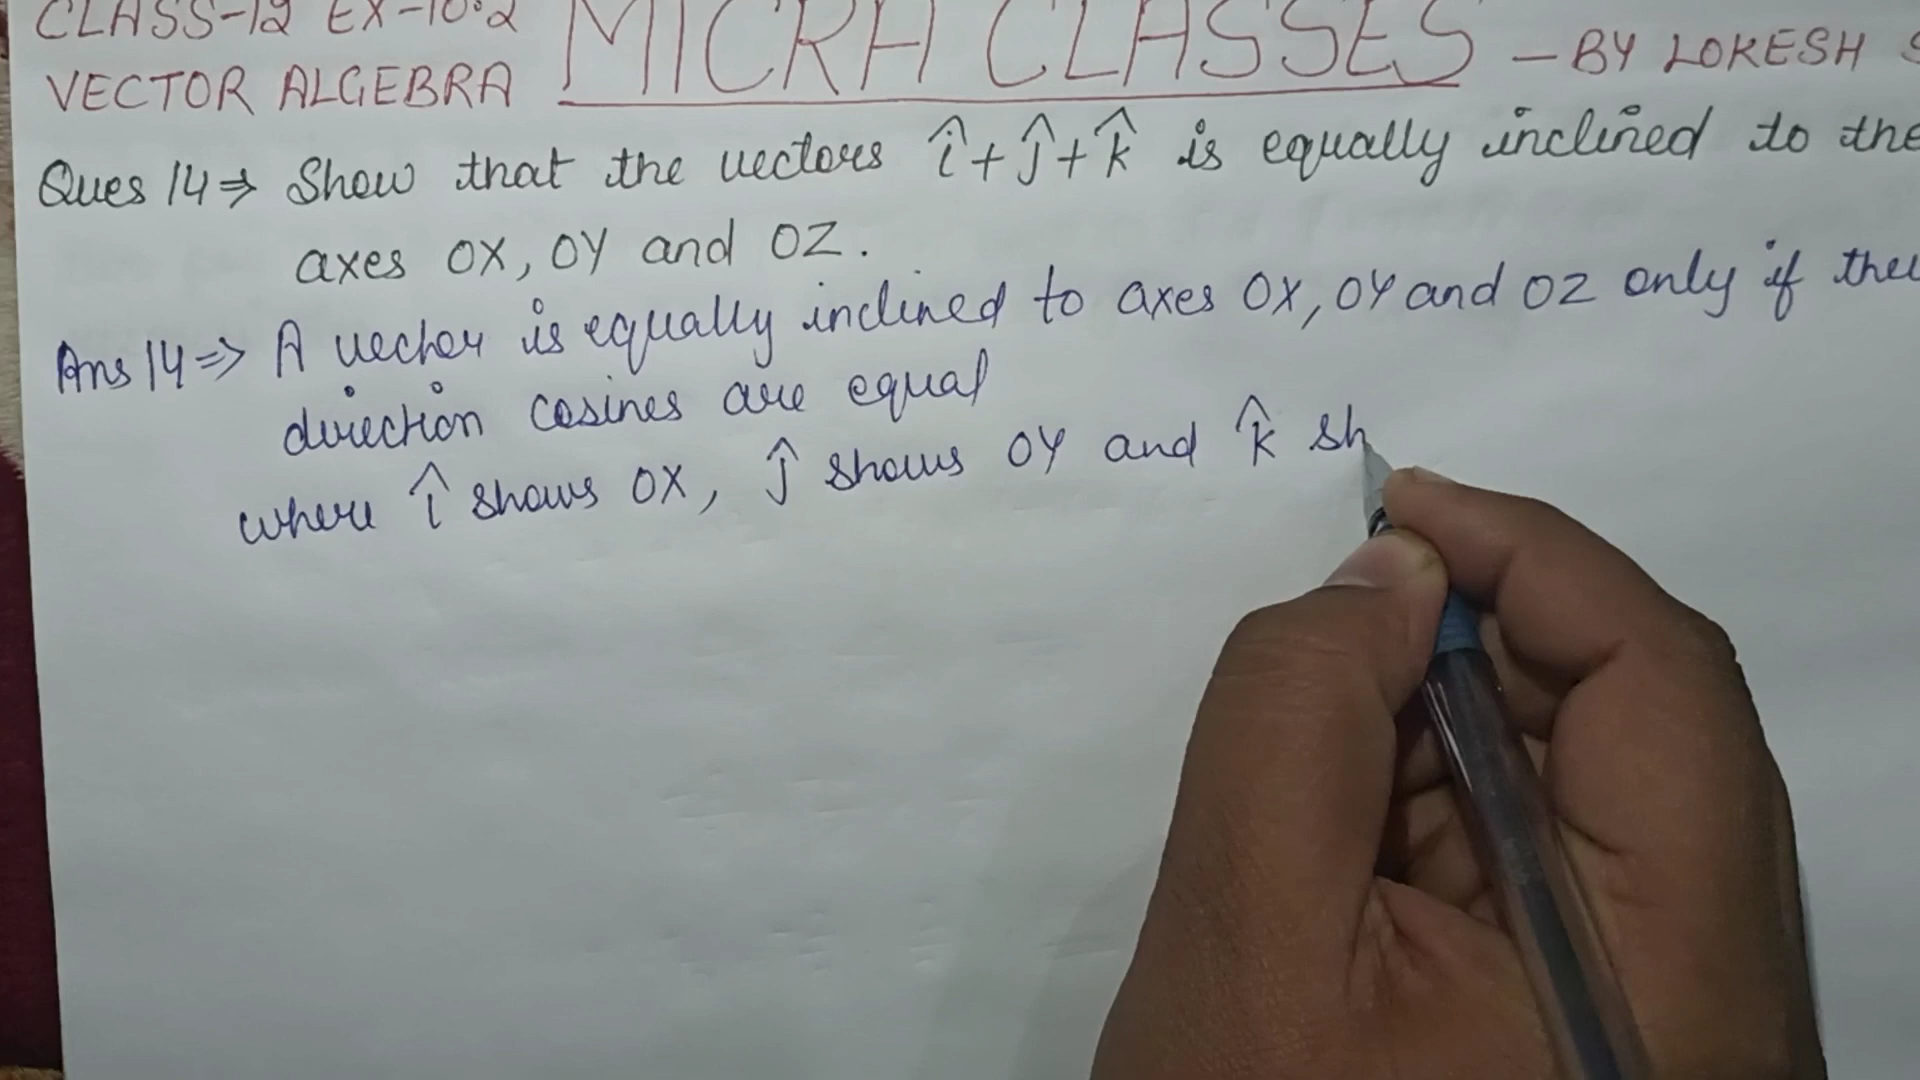 CLASS-12 EX-10.2
VECTOR ALGEBRA
MICRA CLASSES
- BY LOKESH S
Ques 14⇒ Show that the vectors î+ĵ+k̂ is equally inclined to the
axes OX, OY and OZ.
Ans 14⇒ A vector is equally inclined to axes OX, OY and OZ only if their
direction cosines are equal
where î shows OX, ĵ shows OY and k̂ sh